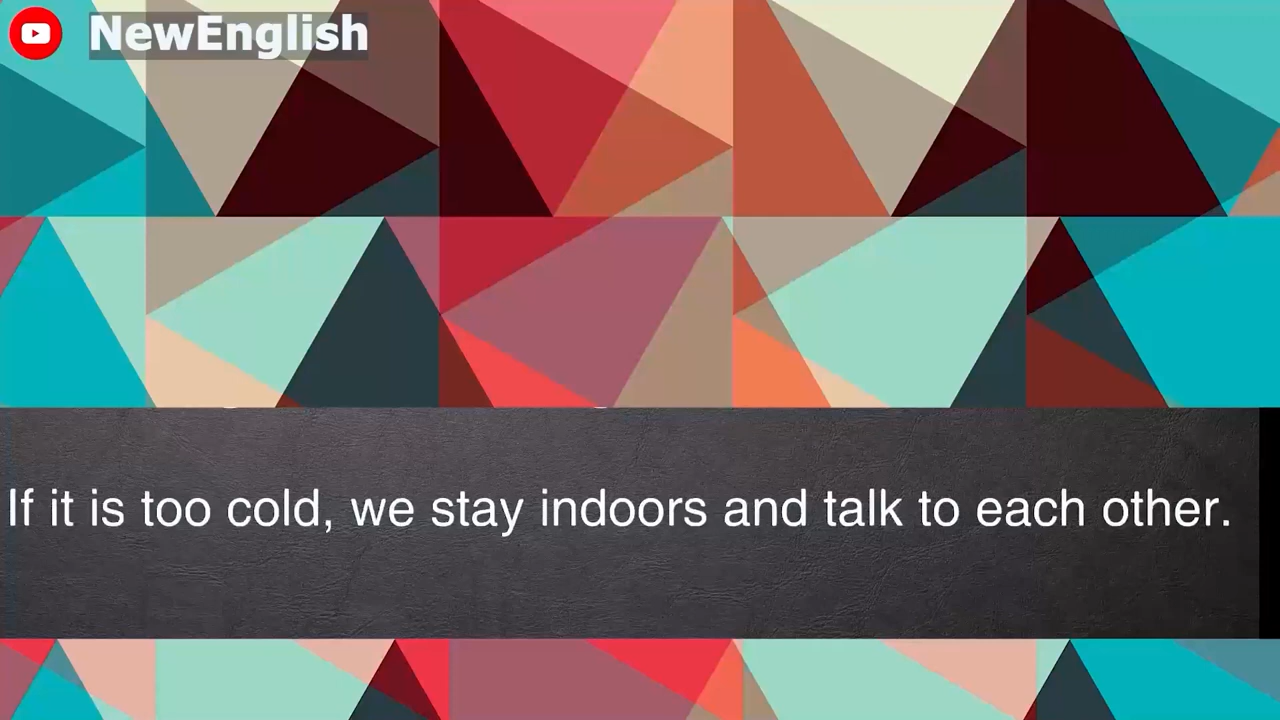 NewEnglish
If it is too cold, we stay indoors and talk to each other.